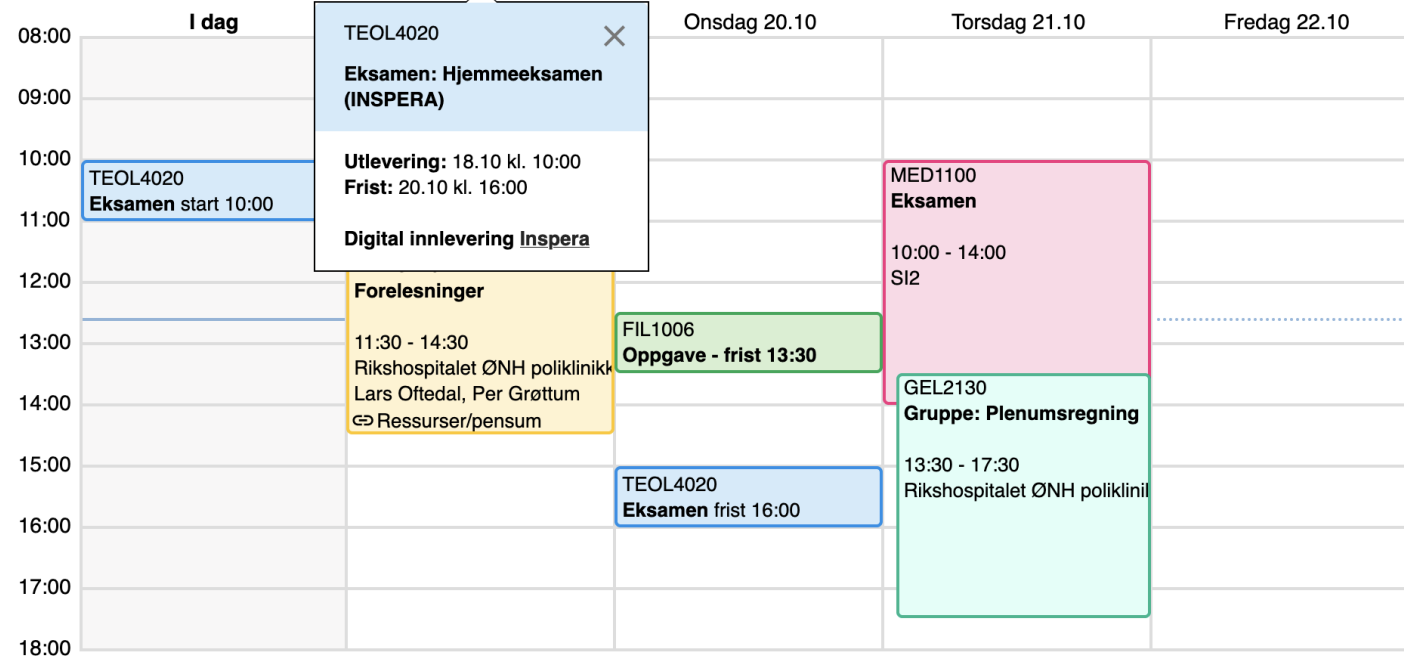 I dag
Onsdag 20.10
Torsdag 21.10
Fredag 22.10
08:00
09:00
10:00
11:00
12:00
13:00
14:00
15:00
16:00
17:00
18:00
TEOL4020
Eksamen start 10:00
TEOL4020
Eksamen: Hjemmeeksamen
(INSPERA)
Utlevering: 18.10 kl. 10:00
Frist: 20.10 kl. 16:00
Digital innlevering Inspera
Forelesninger
11:30 - 14:30
Rikshospitalet ØNH poliklinikk
Lars Oftedal, Per Grøttum
Ressurser/pensum
FIL1006
Oppgave - frist 13:30
TEOL4020
Eksamen frist 16:00
MED1100
Eksamen
10:00 - 14:00
SI2
GEL2130
Gruppe: Plenumsregning
13:30 - 17:30
Rikshospitalet ØNH